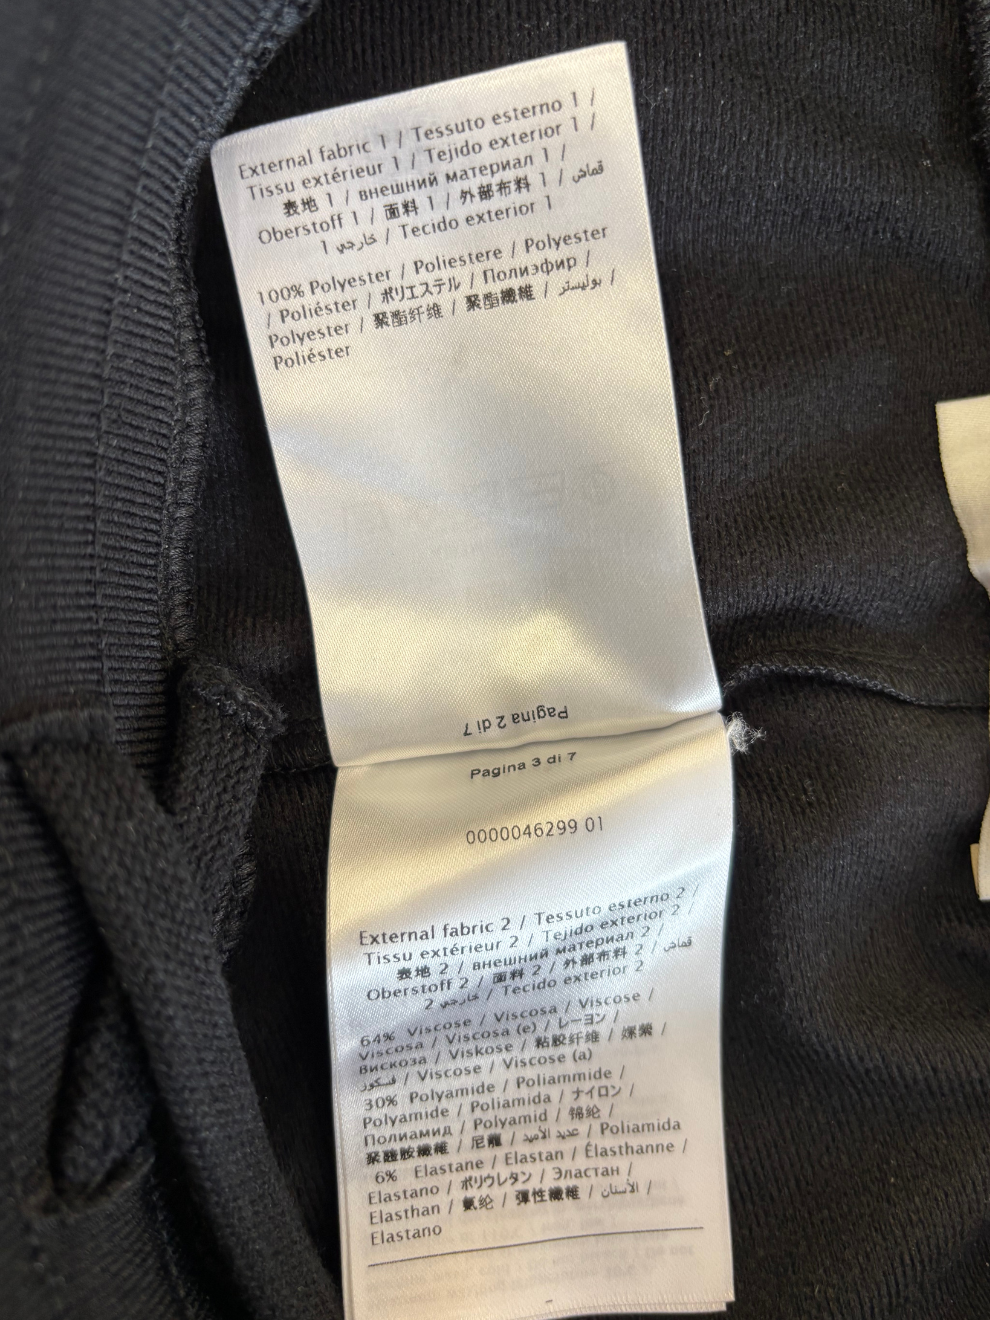 External fabric 1 / Tessuto esterno 1 /
Tissu extérieur 1 / Tejido exterior 1 /
表地 1 / внешний материал 1 /
Oberstoff 1 / 面料 1 / 外部布料 1 / قماش
خارجي 1 / Tecido exterior 1
100% Polyester / Poliestere / Polyester
/ Poliéster / ポリエステル / Полиэфир /
Polyester / 聚酯纤维 / 聚酯纖維 / بوليستر /
Poliéster
Pagina 2 di 7
Pagina 3 di 7
0000046299 01
External fabric 2 / Tessuto esterno 2 /
Tissu extérieur 2 / Tejido exterior 2 /
表地 2 / внешний материал 2 /
Oberstoff 2 / 面料 2 / 外部布料 2 / قماش
خارجي 2 / Tecido exterior 2
64% Viscose / Viscosa / Viscose /
Viscosa / Viscosa (e) / レーヨン /
Вискоза / Viskose / 粘胶纤维 / 嫘縈 /
فسكوز / Viscose / Viscose (a)
30% Polyamide / Poliammide /
Polyamide / Poliamida / ナイロン /
Полиамид / Polyamid / 锦纶 /
聚醯胺纖維 / 尼龍 / عديد الأميد / Poliamida
6% Elastane / Elastan / Élasthanne /
Elastano / ポリウレタン / Эластан /
Elasthan / 氨纶 / 彈性纖維 / الأستان /
Elastano